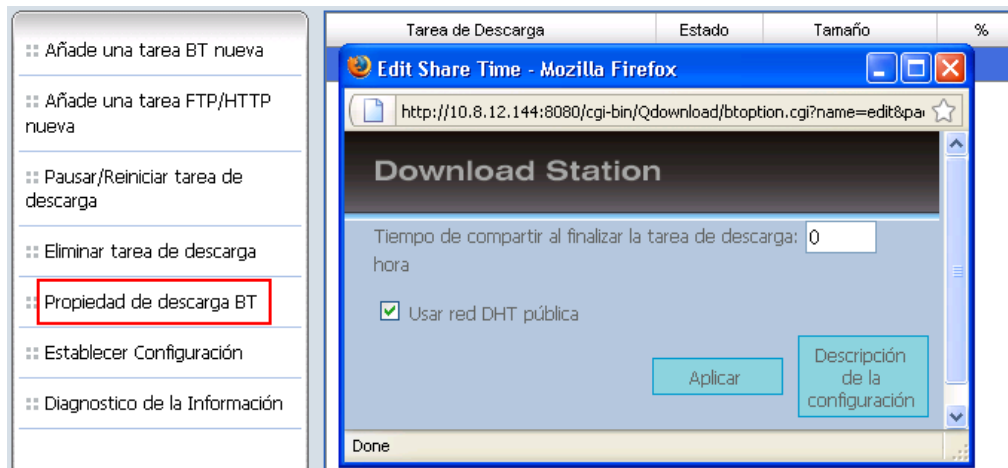 Añade una tarea BT nueva
Añade una tarea FTP/HTTP
nueva
Pausar/Reiniciar tarea de
descarga
Eliminar tarea de descarga
Propiedad de descarga BT
Establecer Configuración
Diagnostico de la Información
Tarea de Descarga Estado Tamaño %
Edit Share Time - Mozilla Firefox
http://10.8.12.144:8080/cgi-bin/Qdownload/btoption.cgi?name=edit&pa
Download Station
Tiempo de compartir al finalizar la tarea de descarga: 0
hora
Usar red DHT pública
Aplicar
Descripción
de la
configuración
Done